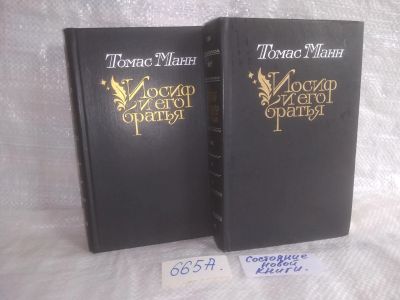 Томас Манн
Иосиф
и его
братья
Томас Манн
Иосиф
и его
братья
665А.
Состояние
новой
книги.